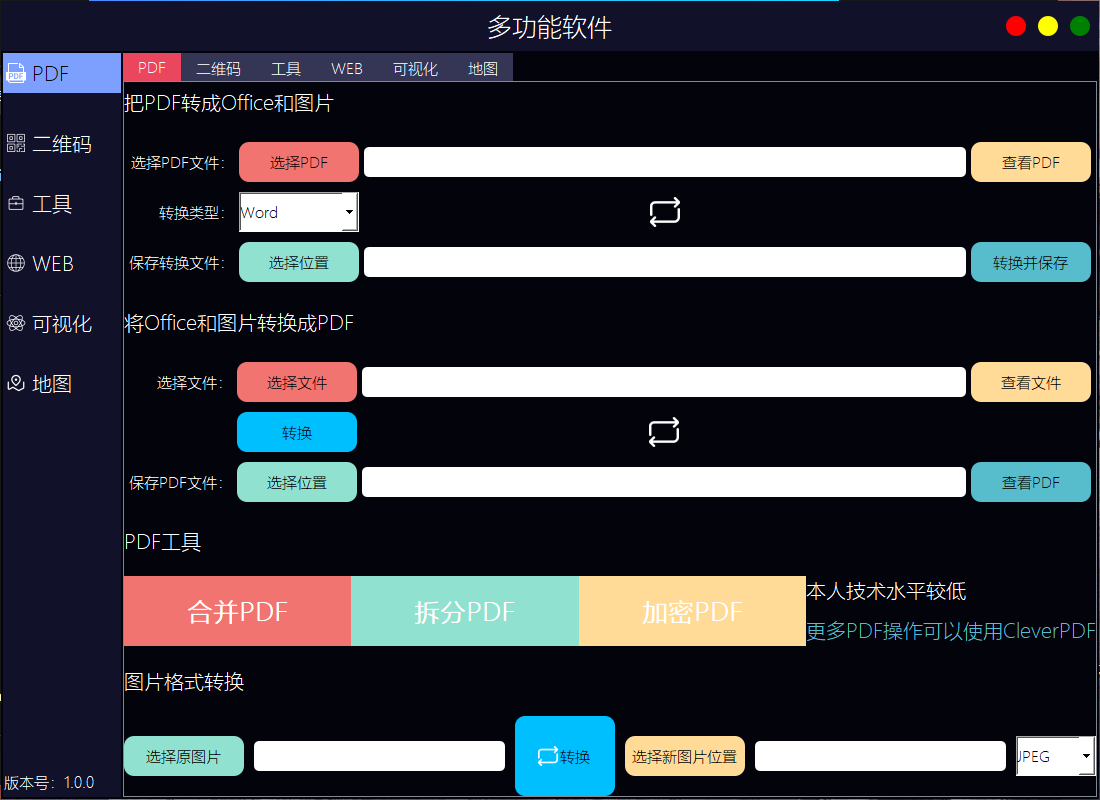 多功能软件
PDF
二维码
工具
WEB
可视化
地图
版本号：1.0.0
PDF 二维码 工具 WEB 可视化 地图
把PDF转成Office和图片
选择PDF文件： 选择PDF 查看PDF
转换类型： Word
保存转换文件： 选择位置 转换并保存
将Office和图片转换成PDF
选择文件： 选择文件 查看文件
转换
保存PDF文件： 选择位置 查看PDF
PDF工具
合并PDF 拆分PDF 加密PDF
本人技术水平较低
更多PDF操作可以使用CleverPDF
图片格式转换
选择原图片 转换 选择新图片位置 JPEG